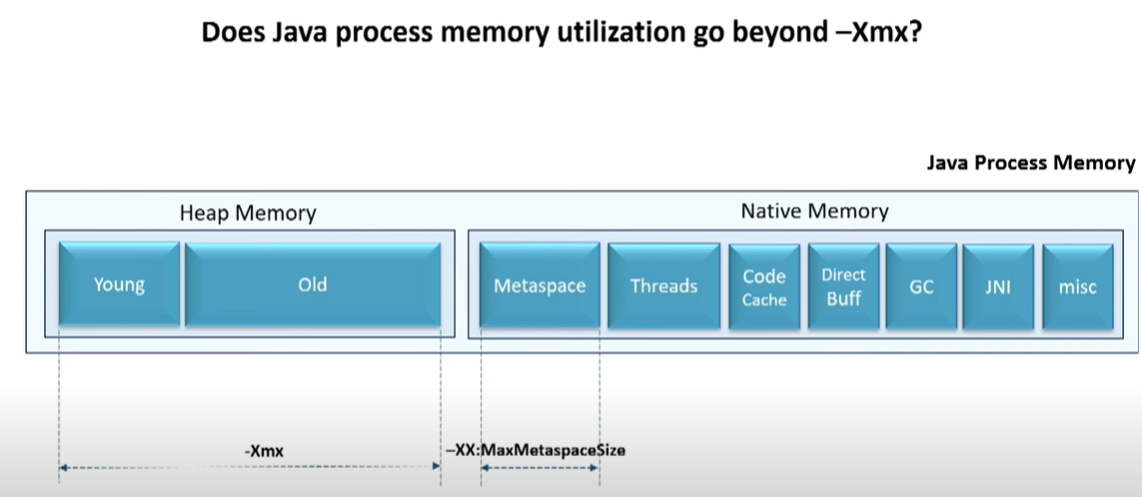 Does Java process memory utilization go beyond –Xmx?
Java Process Memory
Heap Memory
Native Memory
Young
Old
Metaspace
Threads
Code
Cache
Direct
Buff
GC
JNI
misc
-Xmx
–XX:MaxMetaspaceSize